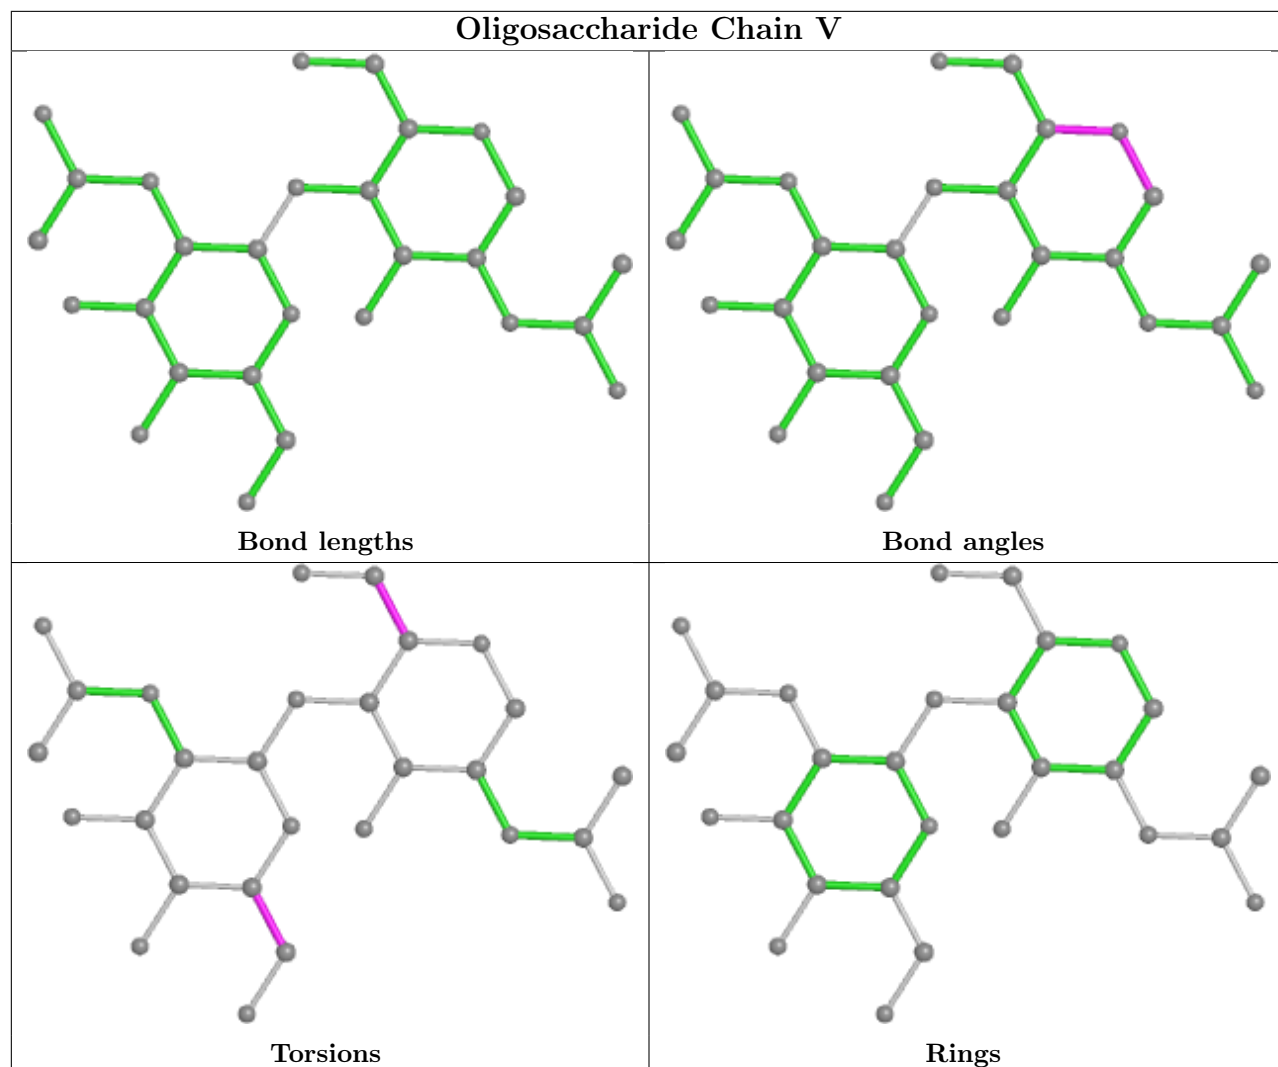 Oligosaccharide Chain V
Bond lengths
Bond angles
Torsions
Rings